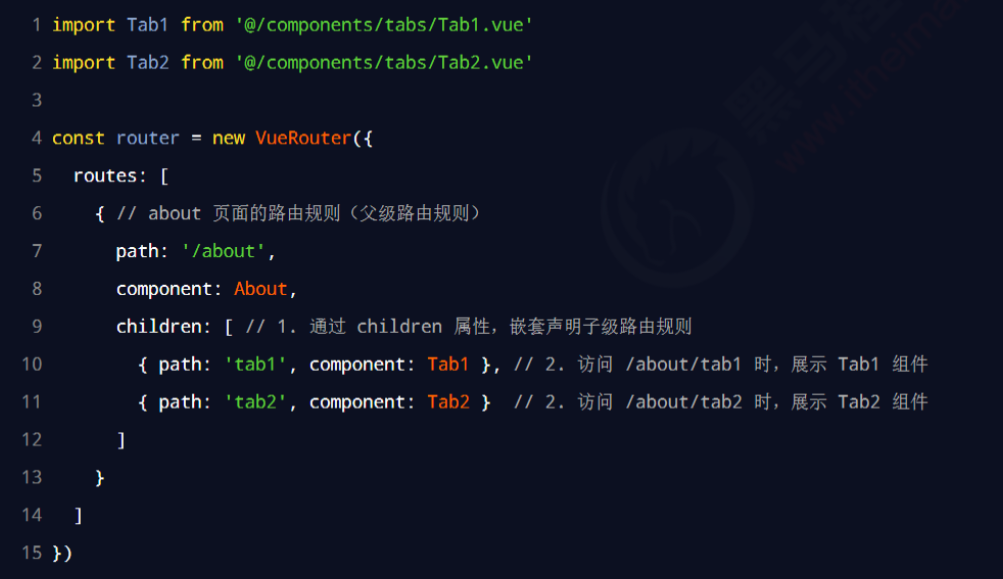 1 import Tab1 from '@/components/tabs/Tab1.vue'
2 import Tab2 from '@/components/tabs/Tab2.vue'
3
4 const router = new VueRouter({
5   routes: [
6     { // about 页面的路由规则（父级路由规则）
7       path: '/about',
8       component: About,
9       children: [ // 1. 通过 children 属性，嵌套声明子级路由规则
10         { path: 'tab1', component: Tab1 }, // 2. 访问 /about/tab1 时，展示 Tab1 组件
11         { path: 'tab2', component: Tab2 }  // 2. 访问 /about/tab2 时，展示 Tab2 组件
12       ]
13     }
14   ]
15 })
黑马程